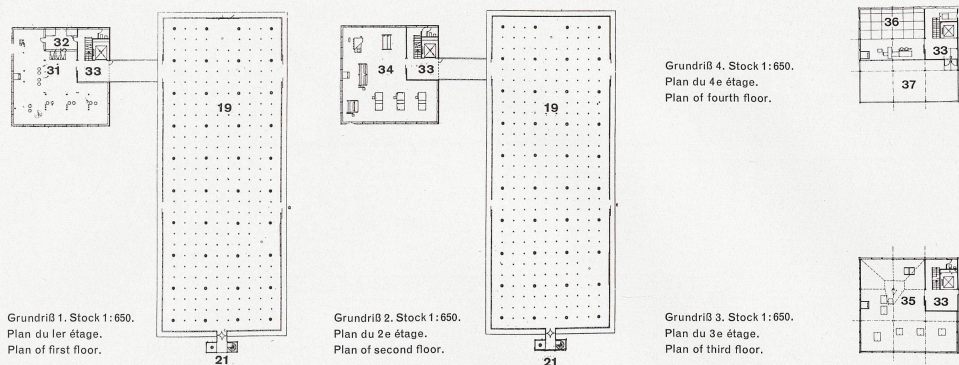 19
32
31
33
21
Grundriß 1. Stock 1:650.
Plan du Ier étage.
Plan of first floor.
34
33
19
21
Grundriß 2. Stock 1:650.
Plan du 2e étage.
Plan of second floor.
Grundriß 4. Stock 1:650.
Plan du 4e étage.
Plan of fourth floor.
36
33
37
Grundriß 3. Stock 1:650.
Plan du 3e étage.
Plan of third floor.
35
33